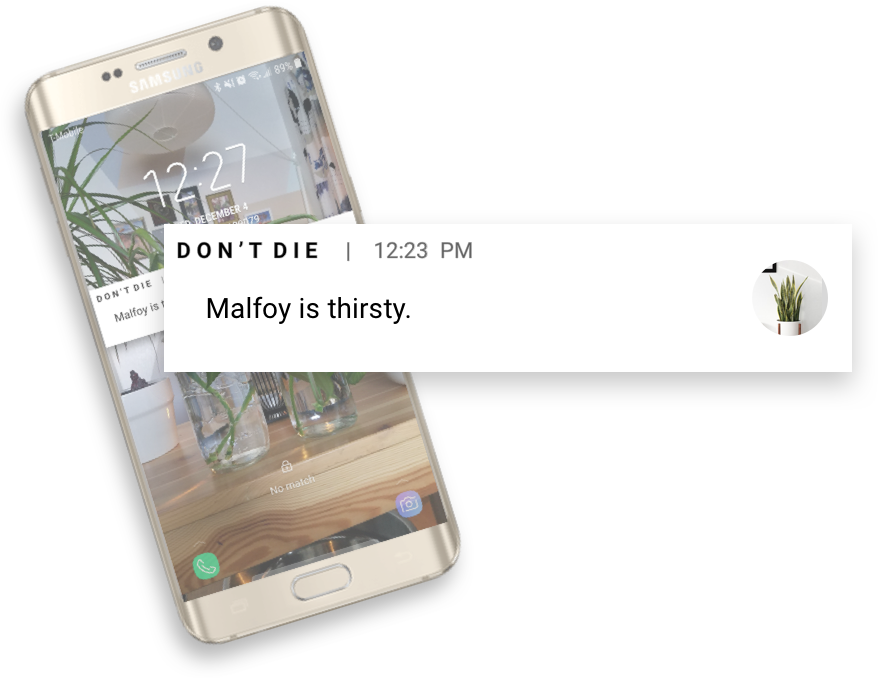 SAMSUNG
89%
T-Mobile
12:27
DECEMBER 4
DON'T DIE
Malfoy is
DON’T DIE | 12:23 PM
Malfoy is thirsty.
No match